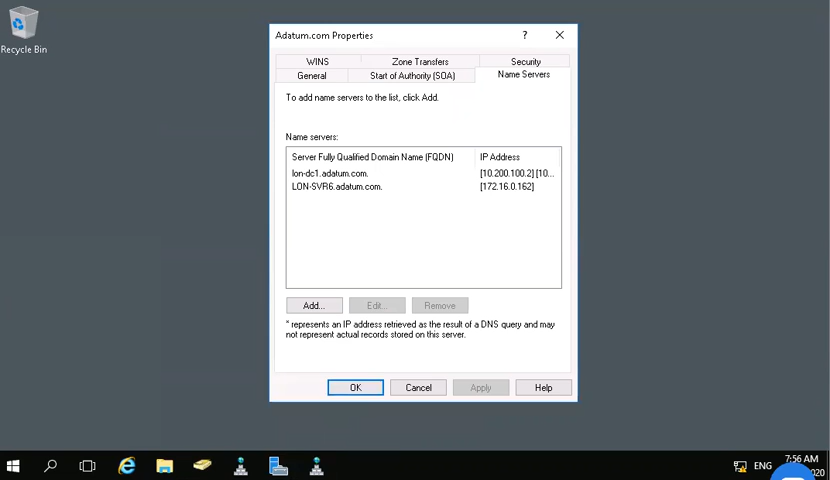 Recycle Bin
Adatum.com Properties
?
WINS Zone Transfers Security
General Start of Authority (SOA) Name Servers
To add name servers to the list, click Add.
Name servers:
Server Fully Qualified Domain Name (FQDN) IP Address
lon-dc1.adatum.com. [10.200.100.2] [10...
LON-SVR6.adatum.com. [172.16.0.162]
Add... Edit... Remove
* represents an IP address retrieved as the result of a DNS query and may
not represent actual records stored on this server.
OK Cancel Apply Help
ENG 7:56 AM
020